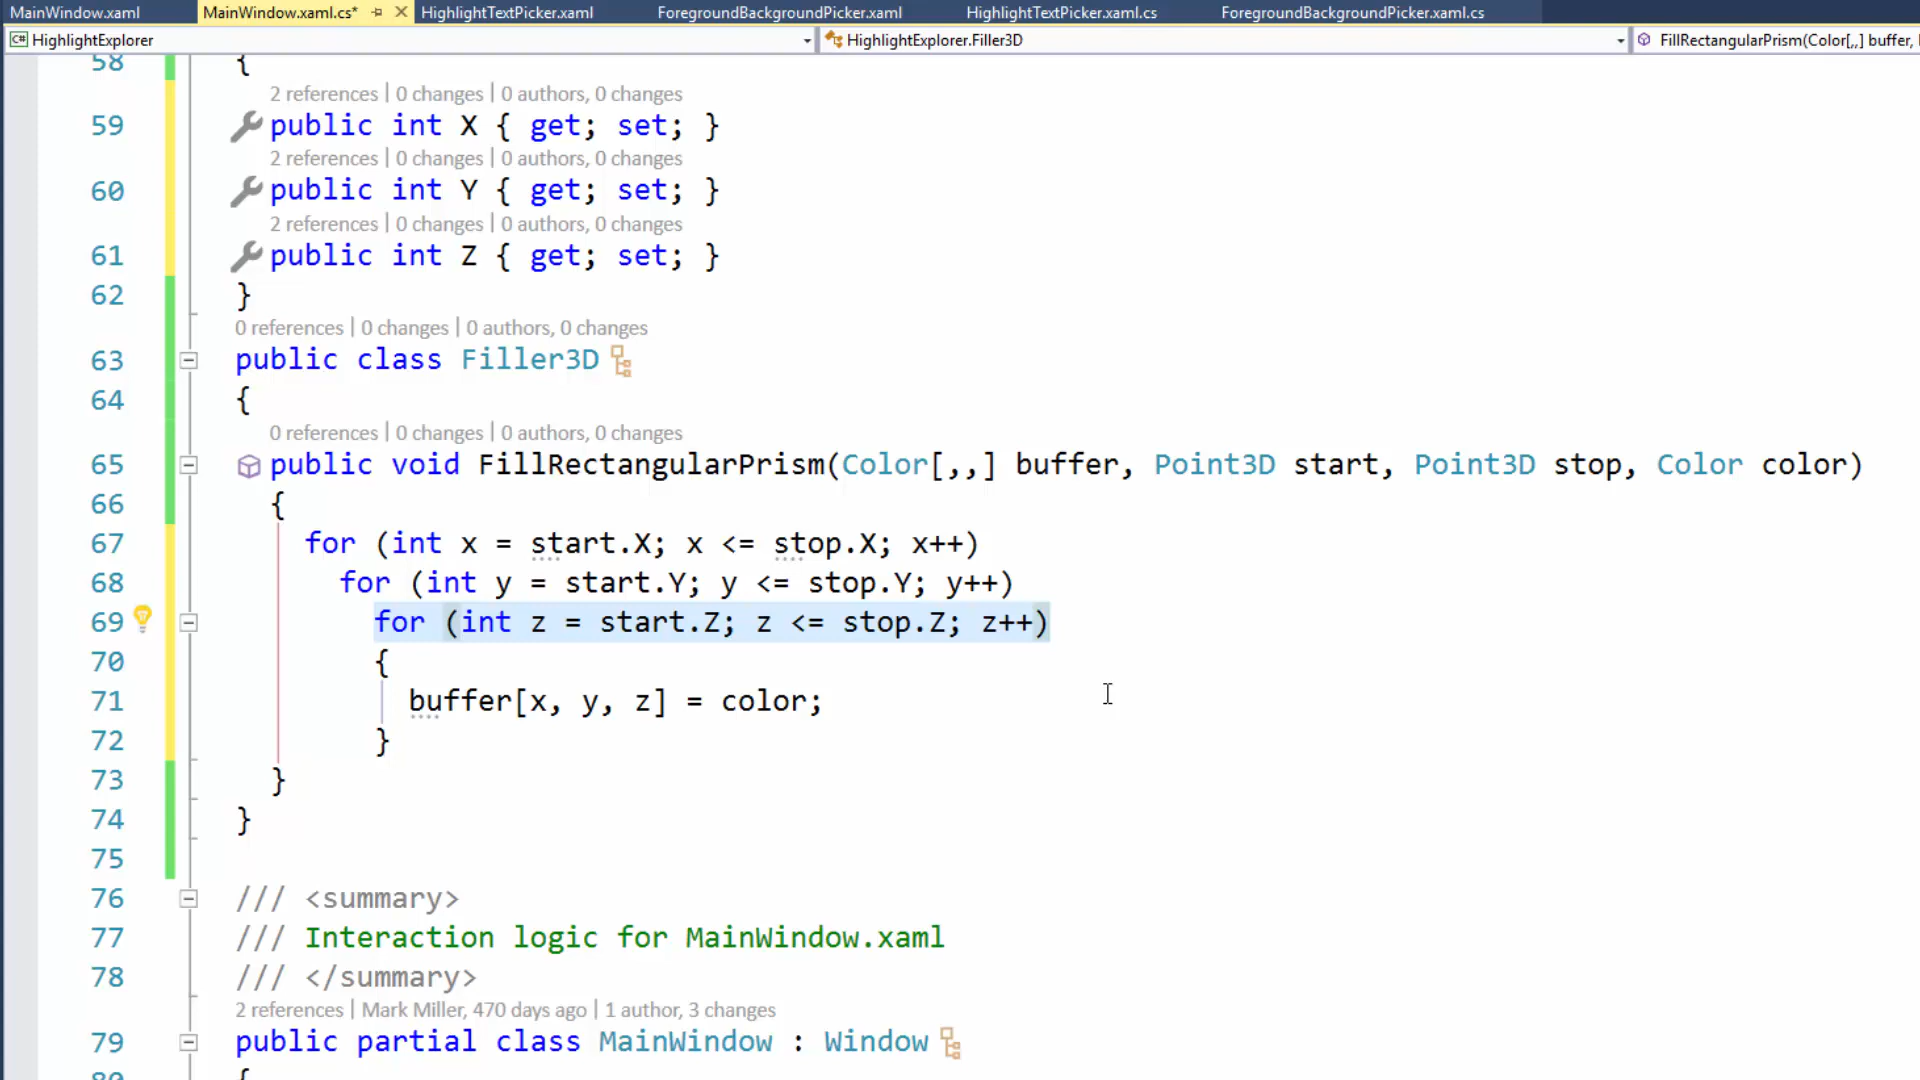 MainWindow.xaml MainWindow.xaml.cs* HighlightTextPicker.xaml ForegroundBackgroundPicker.xaml HighlightTextPicker.xaml.cs ForegroundBackgroundPicker.xaml.cs
C# HighlightExplorer HighlightExplorer.Filler3D FillRectangularPrism(Color[,,] buffer,
58 {
2 references | 0 changes | 0 authors, 0 changes
59 public int X { get; set; }
2 references | 0 changes | 0 authors, 0 changes
60 public int Y { get; set; }
2 references | 0 changes | 0 authors, 0 changes
61 public int Z { get; set; }
62 }
0 references | 0 changes | 0 authors, 0 changes
63 public class Filler3D
64 {
0 references | 0 changes | 0 authors, 0 changes
65 public void FillRectangularPrism(Color[,,] buffer, Point3D start, Point3D stop, Color color)
66 {
67 for (int x = start.X; x <= stop.X; x++)
68 for (int y = start.Y; y <= stop.Y; y++)
69 for (int z = start.Z; z <= stop.Z; z++)
70 {
71 buffer[x, y, z] = color;
72 }
73 }
74 }
75
76 /// <summary>
77 /// Interaction logic for MainWindow.xaml
78 /// </summary>
2 references | Mark Miller, 470 days ago | 1 author, 3 changes
79 public partial class MainWindow : Window
80 {